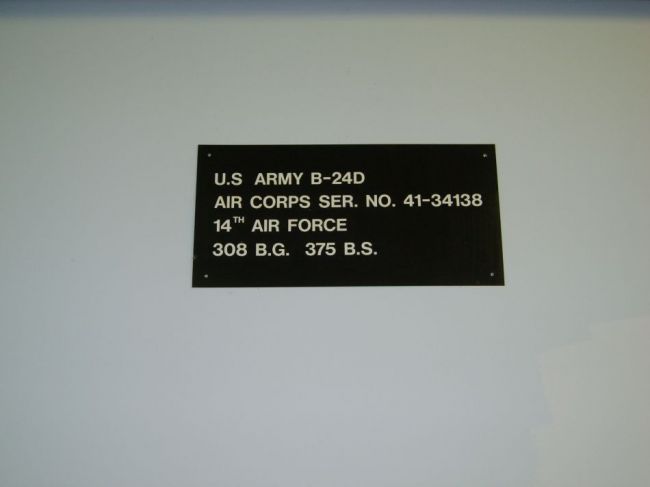 U.S ARMY B-24D
AIR CORPS SER. NO. 41-34138
14TH AIR FORCE
308 B.G. 375 B.S.